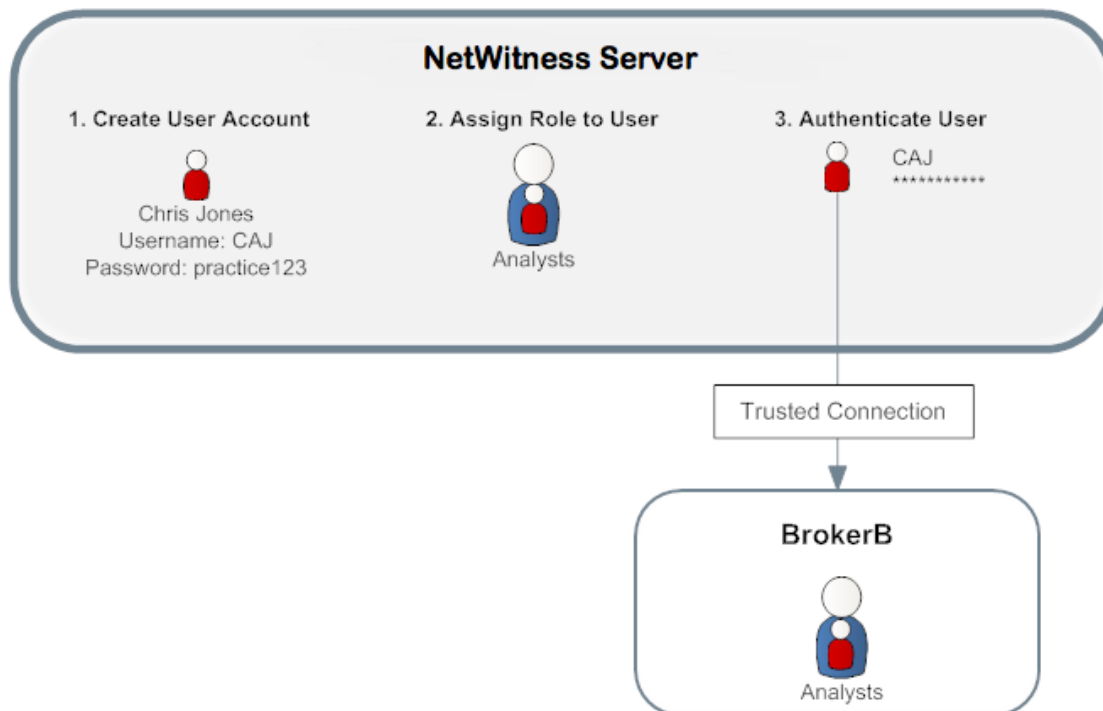 NetWitness Server
1. Create User Account
Chris Jones
Username: CAJ
Password: practice123
2. Assign Role to User
Analysts
3. Authenticate User
CAJ
***********
Trusted Connection
BrokerB
Analysts